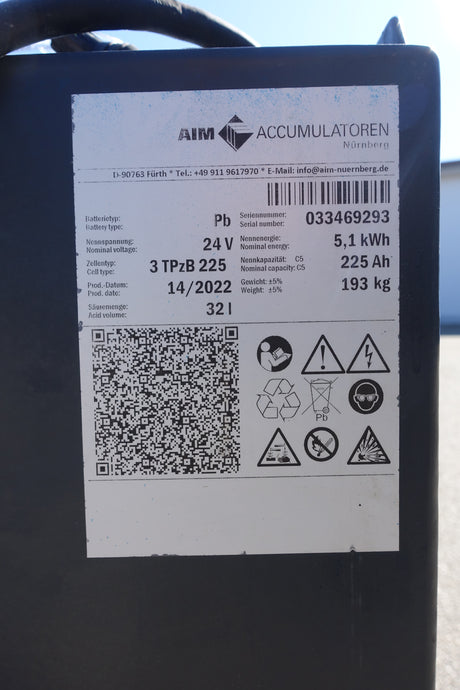 AIM ACCUMULATOREN
Nürnberg
D-90763 Fürth * Tel.: +49 911 9617970 * E-Mail: info@aim-nuernberg.de
Batterietyp: Pb Seriennummer: 033469293
Battery type: Serial number:
Nennspannung: 24 V Nennenergie: 5,1 kWh
Nominal voltage: Nominal energy:
Zellentyp: 3 TPzB 225 Nennkapazität: C5 225 Ah
Cell type: Nominal capacity: C5
Prod.-Datum: 14/2022 Gewicht: ±5% 193 kg
Prod. date: Weight: ±5%
Säuremenge: 32 l
Acid volume:
Pb